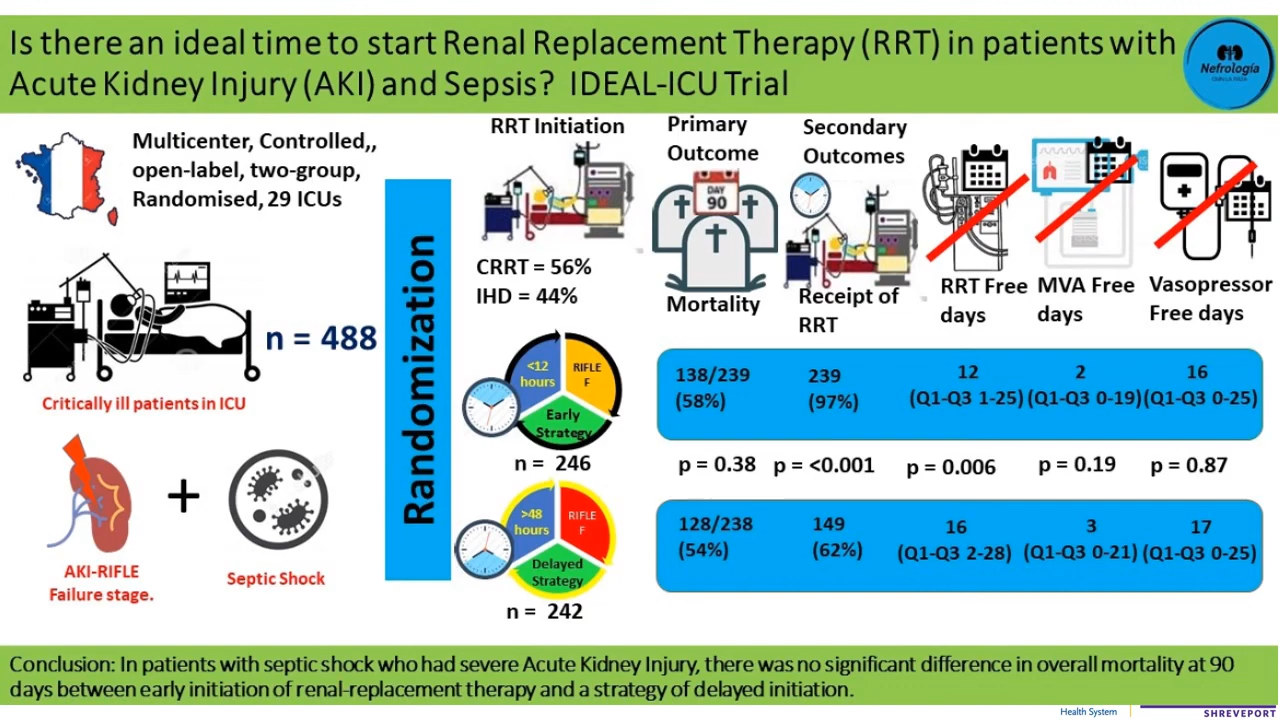 Is there an ideal time to start Renal Replacement Therapy (RRT) in patients with
Acute Kidney Injury (AKI) and Sepsis? IDEAL-ICU Trial
Nefrología
Multicenter, Controlled,,
open-label, two-group,
Randomised, 29 ICUs
n = 488
Critically ill patients in ICU
+
AKI-RIFLE
Failure stage.
Septic Shock
Randomization
RRT Initiation
CRRT = 56%
IHD = 44%
<12
hours
RIFLE
F
Early
Strategy
n = 246
>48
hours
RIFLE
F
Delayed
Strategy
n = 242
Primary
Outcome
DAY
90
Mortality
Secondary
Outcomes
Receipt of
RRT
RRT Free
days
MVA Free
days
Vasopressor
Free days
138/239
(58%)
239
(97%)
12
(Q1-Q3 1-25)
2
(Q1-Q3 0-19)
16
(Q1-Q3 0-25)
p = 0.38
p = <0.001
p = 0.006
p = 0.19
p = 0.87
128/238
(54%)
149
(62%)
16
(Q1-Q3 2-28)
3
(Q1-Q3 0-21)
17
(Q1-Q3 0-25)
Conclusion: In patients with septic shock who had severe Acute Kidney Injury, there was no significant difference in overall mortality at 90
days between early initiation of renal-replacement therapy and a strategy of delayed initiation.
Health System
SHREVEPORT